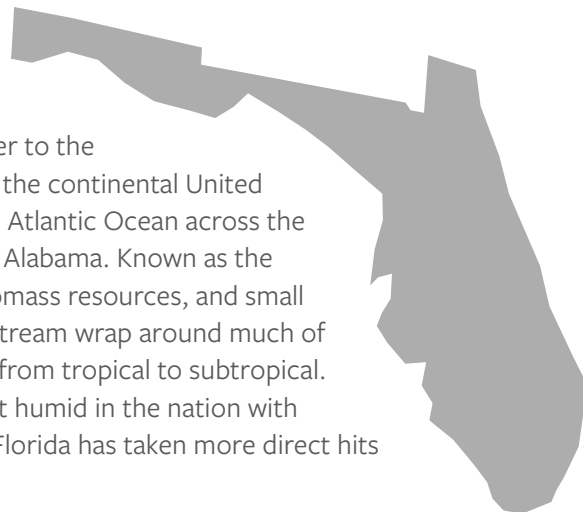 er to the
the continental United
Atlantic Ocean across the
Alabama. Known as the
omass resources, and small
tream wrap around much of
from tropical to subtropical.
t humid in the nation with
Florida has taken more direct hits